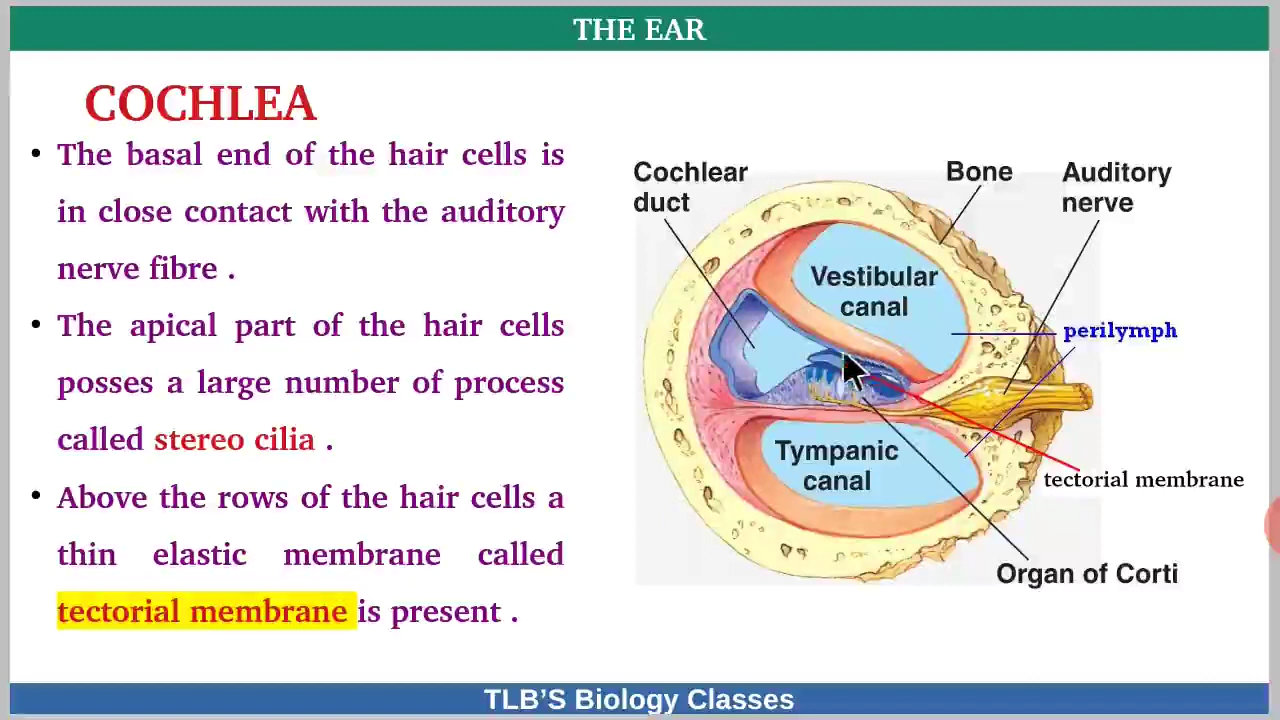 THE EAR
COCHLEA
• The basal end of the hair cells is
in close contact with the auditory
nerve fibre .
• The apical part of the hair cells
posses a large number of process
called stereo cilia .
• Above the rows of the hair cells a
thin elastic membrane called
tectorial membrane is present .
Cochlear
duct
Bone
Auditory
nerve
Vestibular
canal
perilymph
Tympanic
canal
tectorial membrane
Organ of Corti
TLB’S Biology Classes